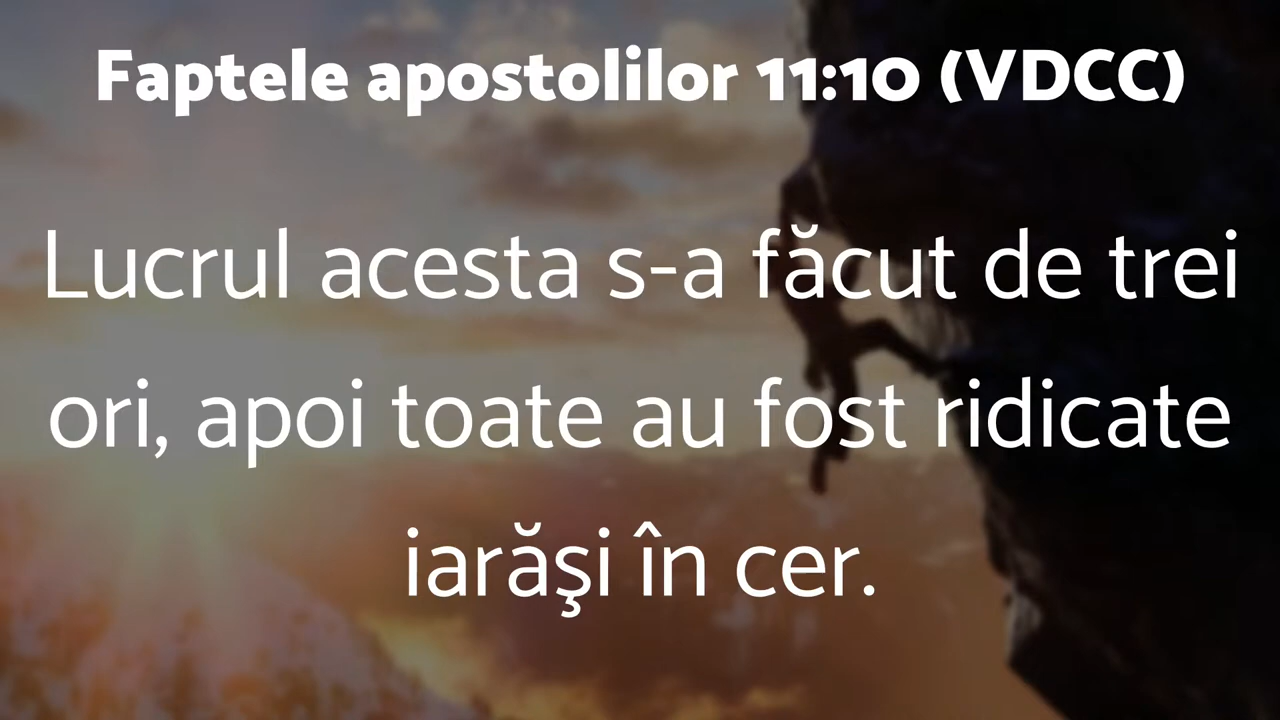 Faptele apostolilor 11:10 (VDCC)
Lucrul acesta s-a făcut de trei
ori, apoi toate au fost ridicate
iarăşi în cer.